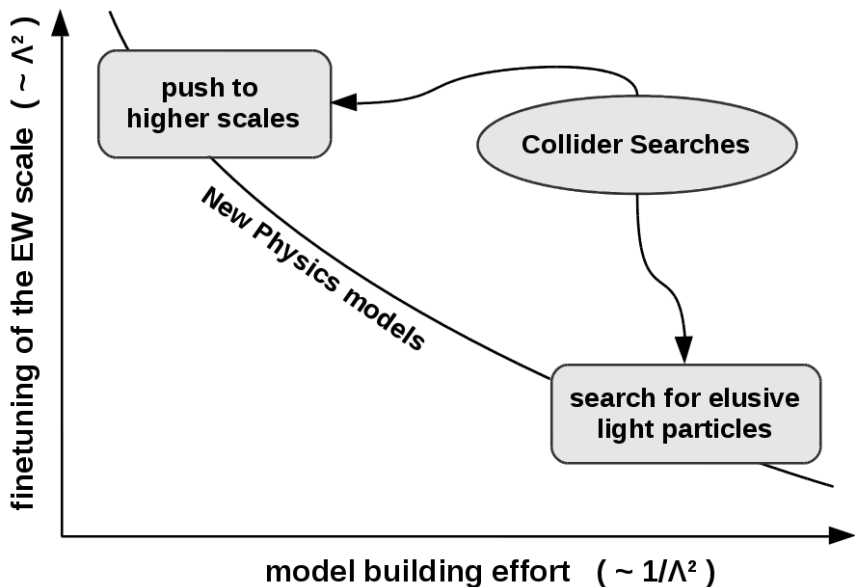 finetuning of the EW scale ( ~ Λ² )
push to
higher scales
Collider Searches
New Physics models
search for elusive
light particles
model building effort ( ~ 1/Λ² )